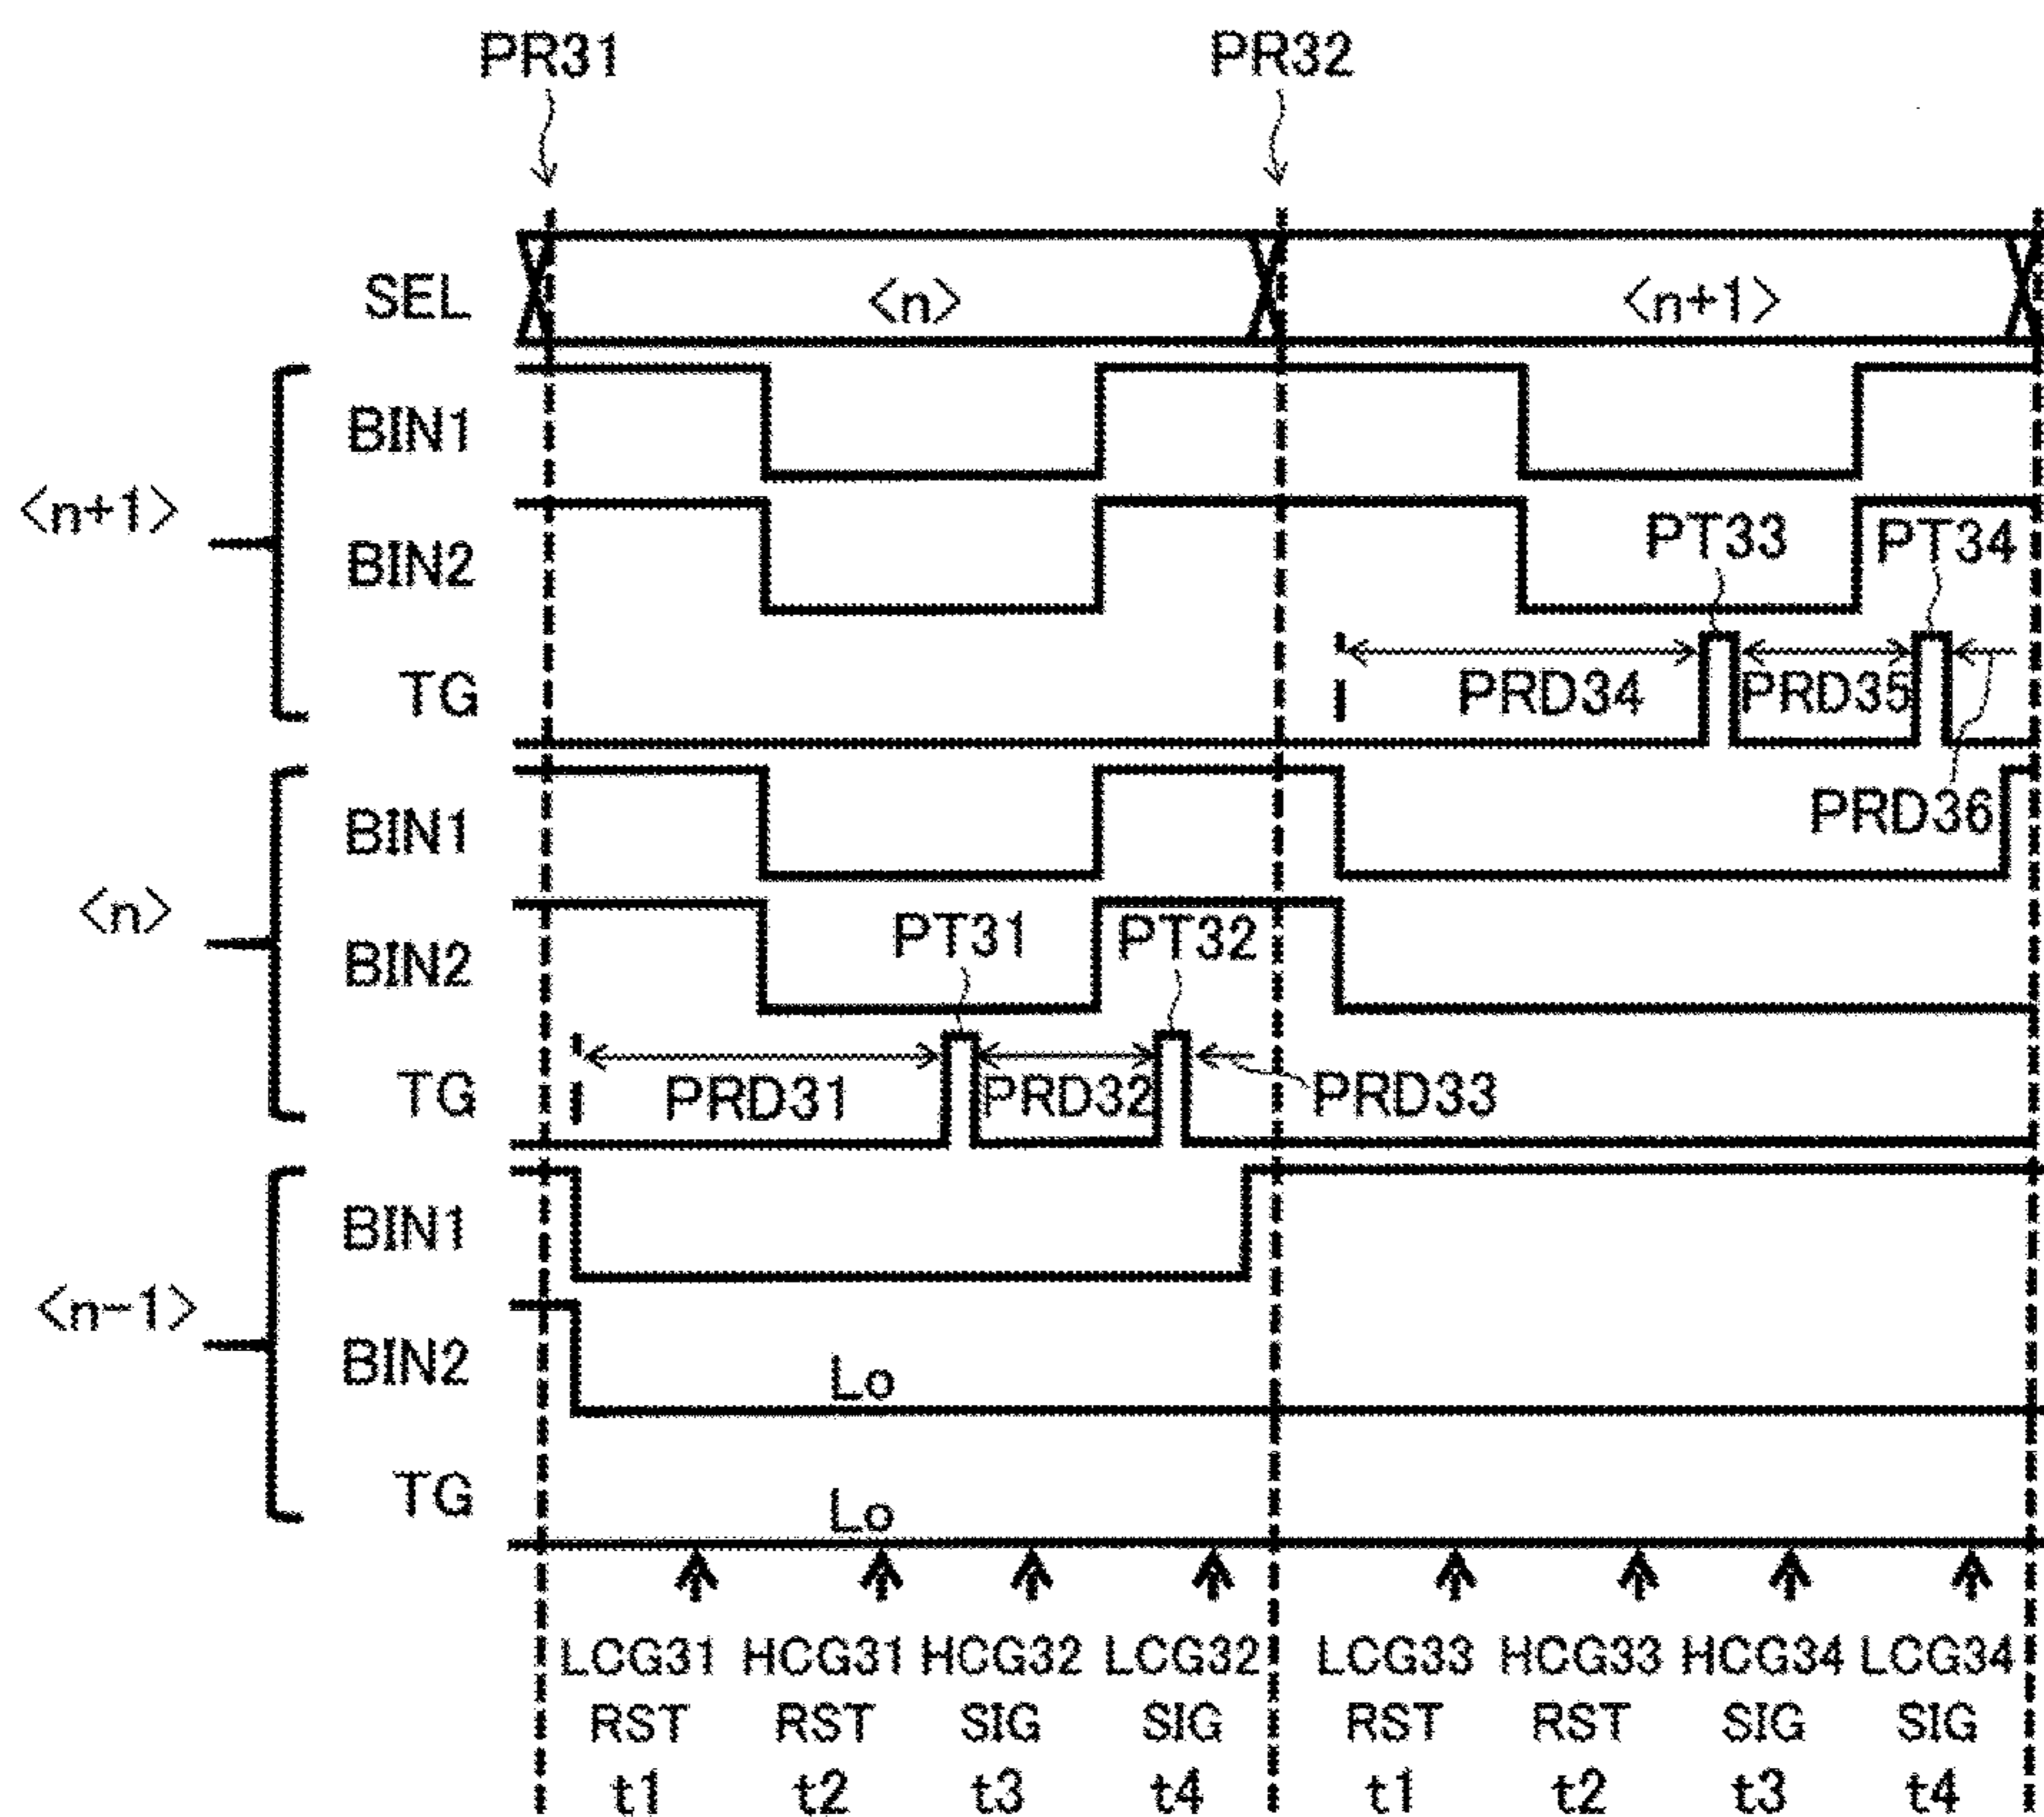 PR31 PR32
SEL <n> <n+1>
<n+1>
BIN1
BIN2 PT33 PT34
TG PRD34 PRD35 PRD36
<n>
BIN1
BIN2 PT31 PT32
TG PRD31 PRD32 PRD33
<n-1>
BIN1
BIN2 Lo
TG Lo
LCG31 HCG31 HCG32 LCG32 LCG33 HCG33 HCG34 LCG34
RST RST SIG SIG RST RST SIG SIG
t1 t2 t3 t4 t1 t2 t3 t4